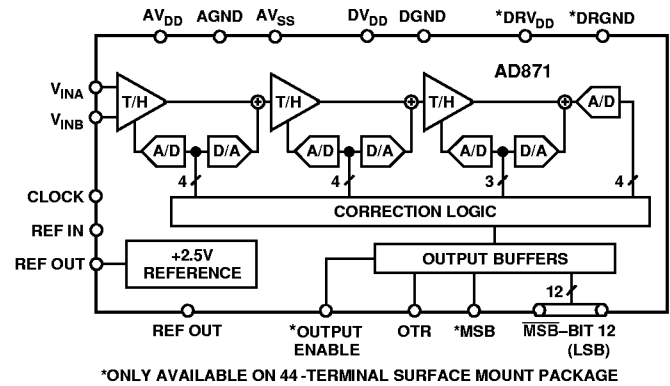 AVDD AGND AVSS DVDD DGND *DRVDD *DRGND
AD871
VINA
VINB
T/H T/H T/H A/D
A/D D/A A/D D/A A/D D/A
4 4 3 4
CLOCK
CORRECTION LOGIC
REF IN
REF OUT
+2.5V
REFERENCE
OUTPUT BUFFERS
12
REF OUT
*OUTPUT
ENABLE
OTR
*MSB
M̅S̅B̅–BIT 12
(LSB)
*ONLY AVAILABLE ON 44-TERMINAL SURFACE MOUNT PACKAGE